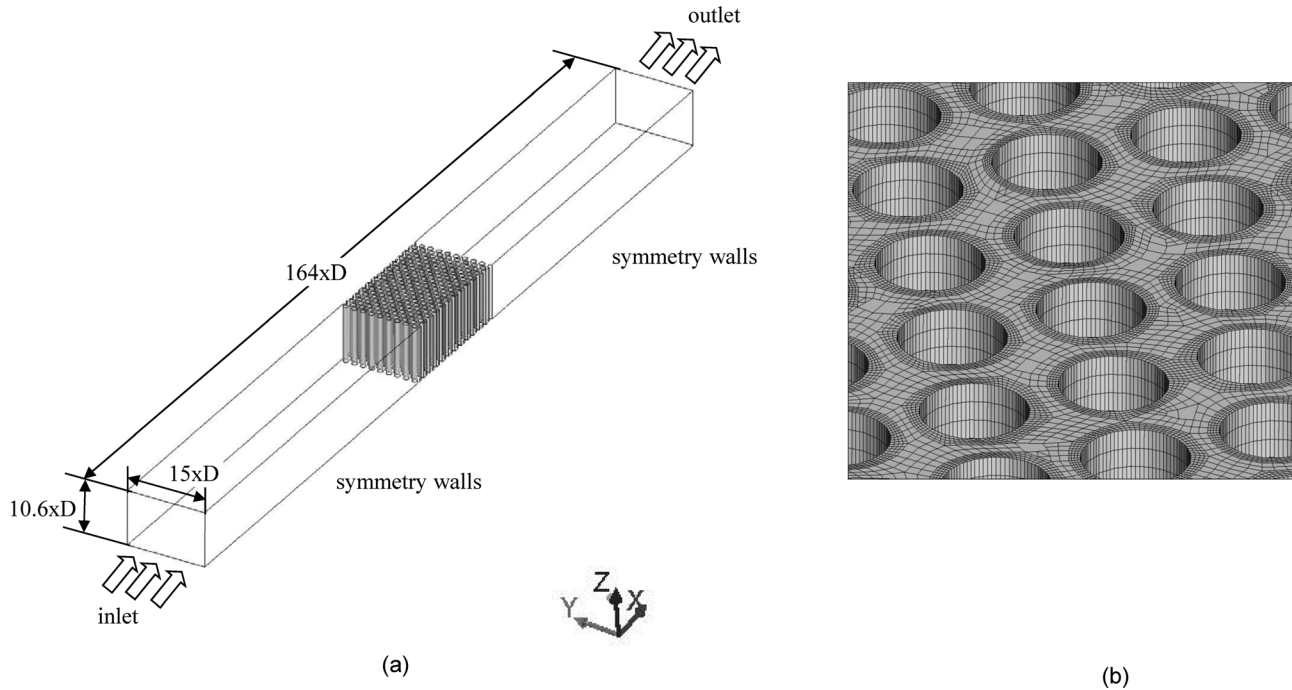 outlet
164xD
symmetry walls
15xD
symmetry walls
10.6xD
inlet
Z
X
Y
(a)
(b)